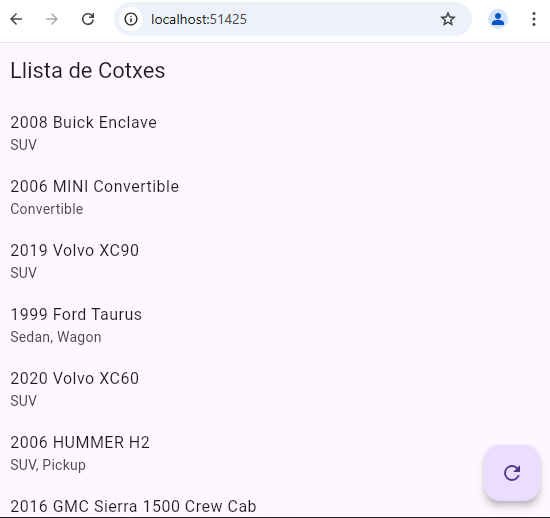 localhost:51425
Llista de Cotxes
2008 Buick Enclave
SUV
2006 MINI Convertible
Convertible
2019 Volvo XC90
SUV
1999 Ford Taurus
Sedan, Wagon
2020 Volvo XC60
SUV
2006 HUMMER H2
SUV, Pickup
2016 GMC Sierra 1500 Crew Cab